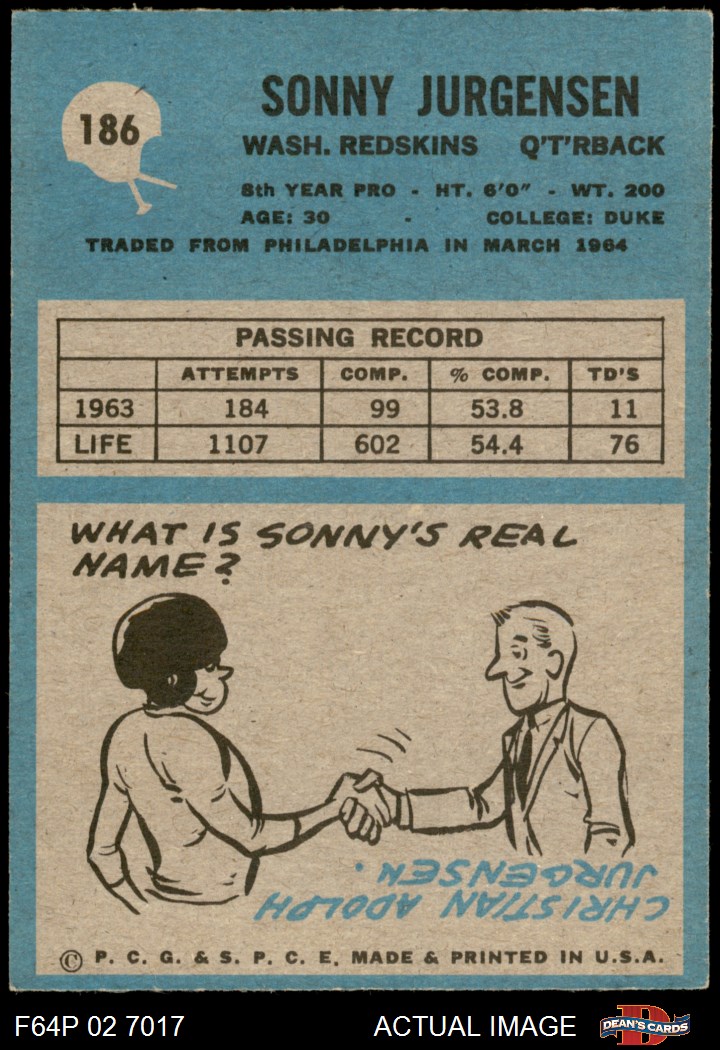 186
SONNY JURGENSEN
WASH. REDSKINS Q'T'RBACK
8th YEAR PRO - HT. 6'0" - WT. 200
AGE: 30 - COLLEGE: DUKE
TRADED FROM PHILADELPHIA IN MARCH 1964
PASSING RECORD
ATTEMPTS COMP. % COMP. TD'S
1963 184 99 53.8 11
LIFE 1107 602 54.4 76
WHAT IS SONNY'S REAL
NAME?
CHRISTIAN ADOLPH
JURGENSEN.
© P. C. G. & S. P. C. E. MADE & PRINTED IN U.S.A.
F64P 02 7017 ACTUAL IMAGE D DEAN'S CARDS